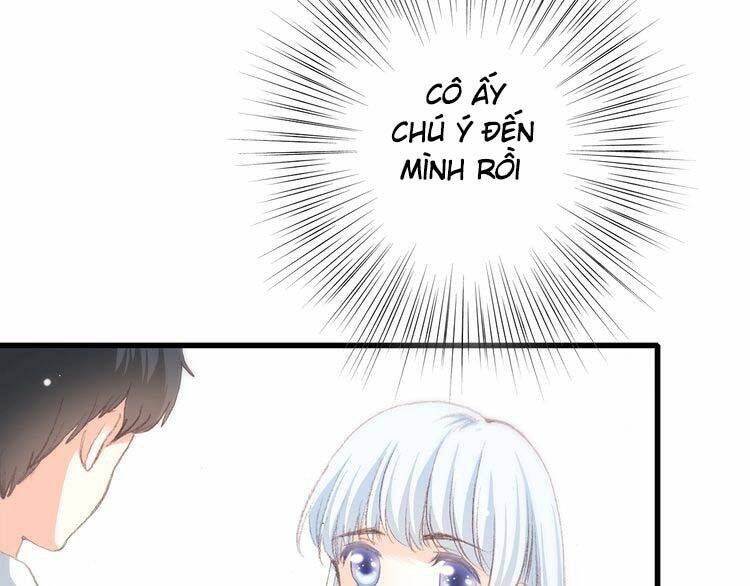 CÔ ẤY
CHÚ Ý ĐẾN
MÌNH RỒI